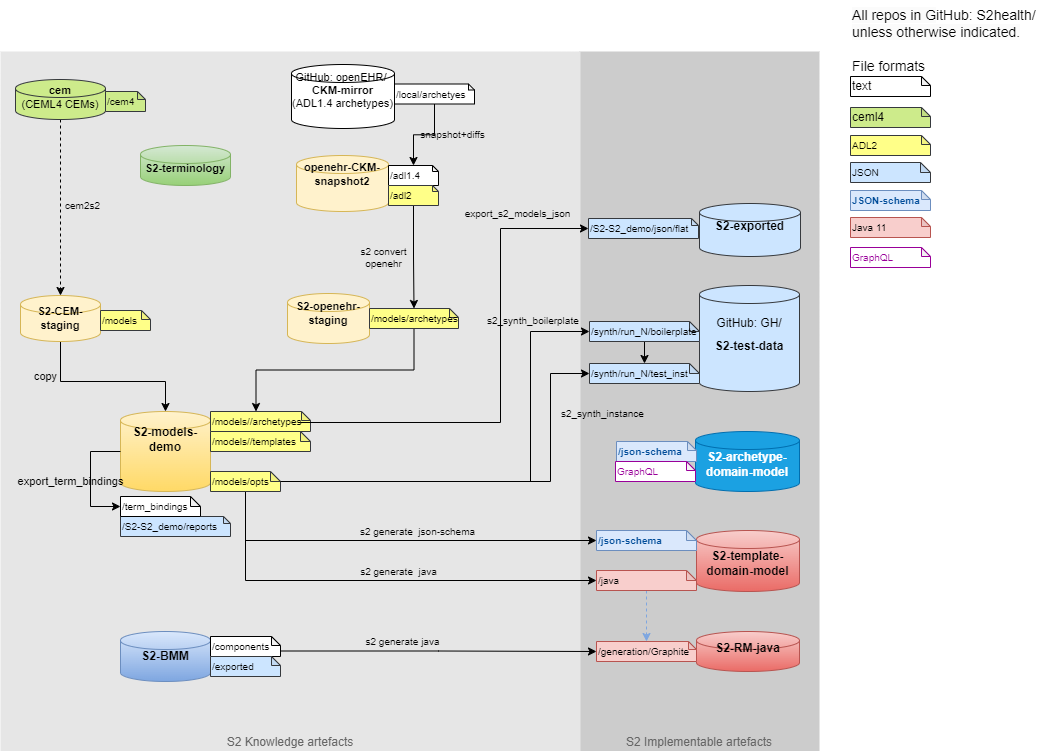 All repos in GitHub: S2health/
unless otherwise indicated.
File formats
text
ceml4
ADL2
JSON
JSON-schema
Java 11
GraphQL
cem
(CEML4 CEMs)
/cem4
GitHub: openEHR/
CKM-mirror
(ADL1.4 archetypes)
/local/archetyes
snapshot+diffs
S2-terminology
openehr-CKM-
snapshot2
/adl1.4
/adl2
cem2s2
export_s2_models_json
/S2-S2_demo/json/flat
S2-exported
s2 convert
openehr
S2-CEM-
staging
/models
S2-openehr-
staging
/models/archetypes
s2_synth_boilerplate
/synth/run_N/boilerplate
GitHub: GH/
S2-test-data
/synth/run_N/test_inst
copy
s2_synth_instance
S2-models-
demo
/models//archetypes
/models//templates
/models/opts
export_term_bindings
/term_bindings
/S2-S2_demo/reports
/json-schema
GraphQL
S2-archetype-
domain-model
s2 generate json-schema
/json-schema
S2-template-
domain-model
s2 generate java
/java
S2-BMM
/components
/exported
s2 generate java
/generation/Graphite
S2-RM-java
S2 Knowledge artefacts
S2 Implementable artefacts